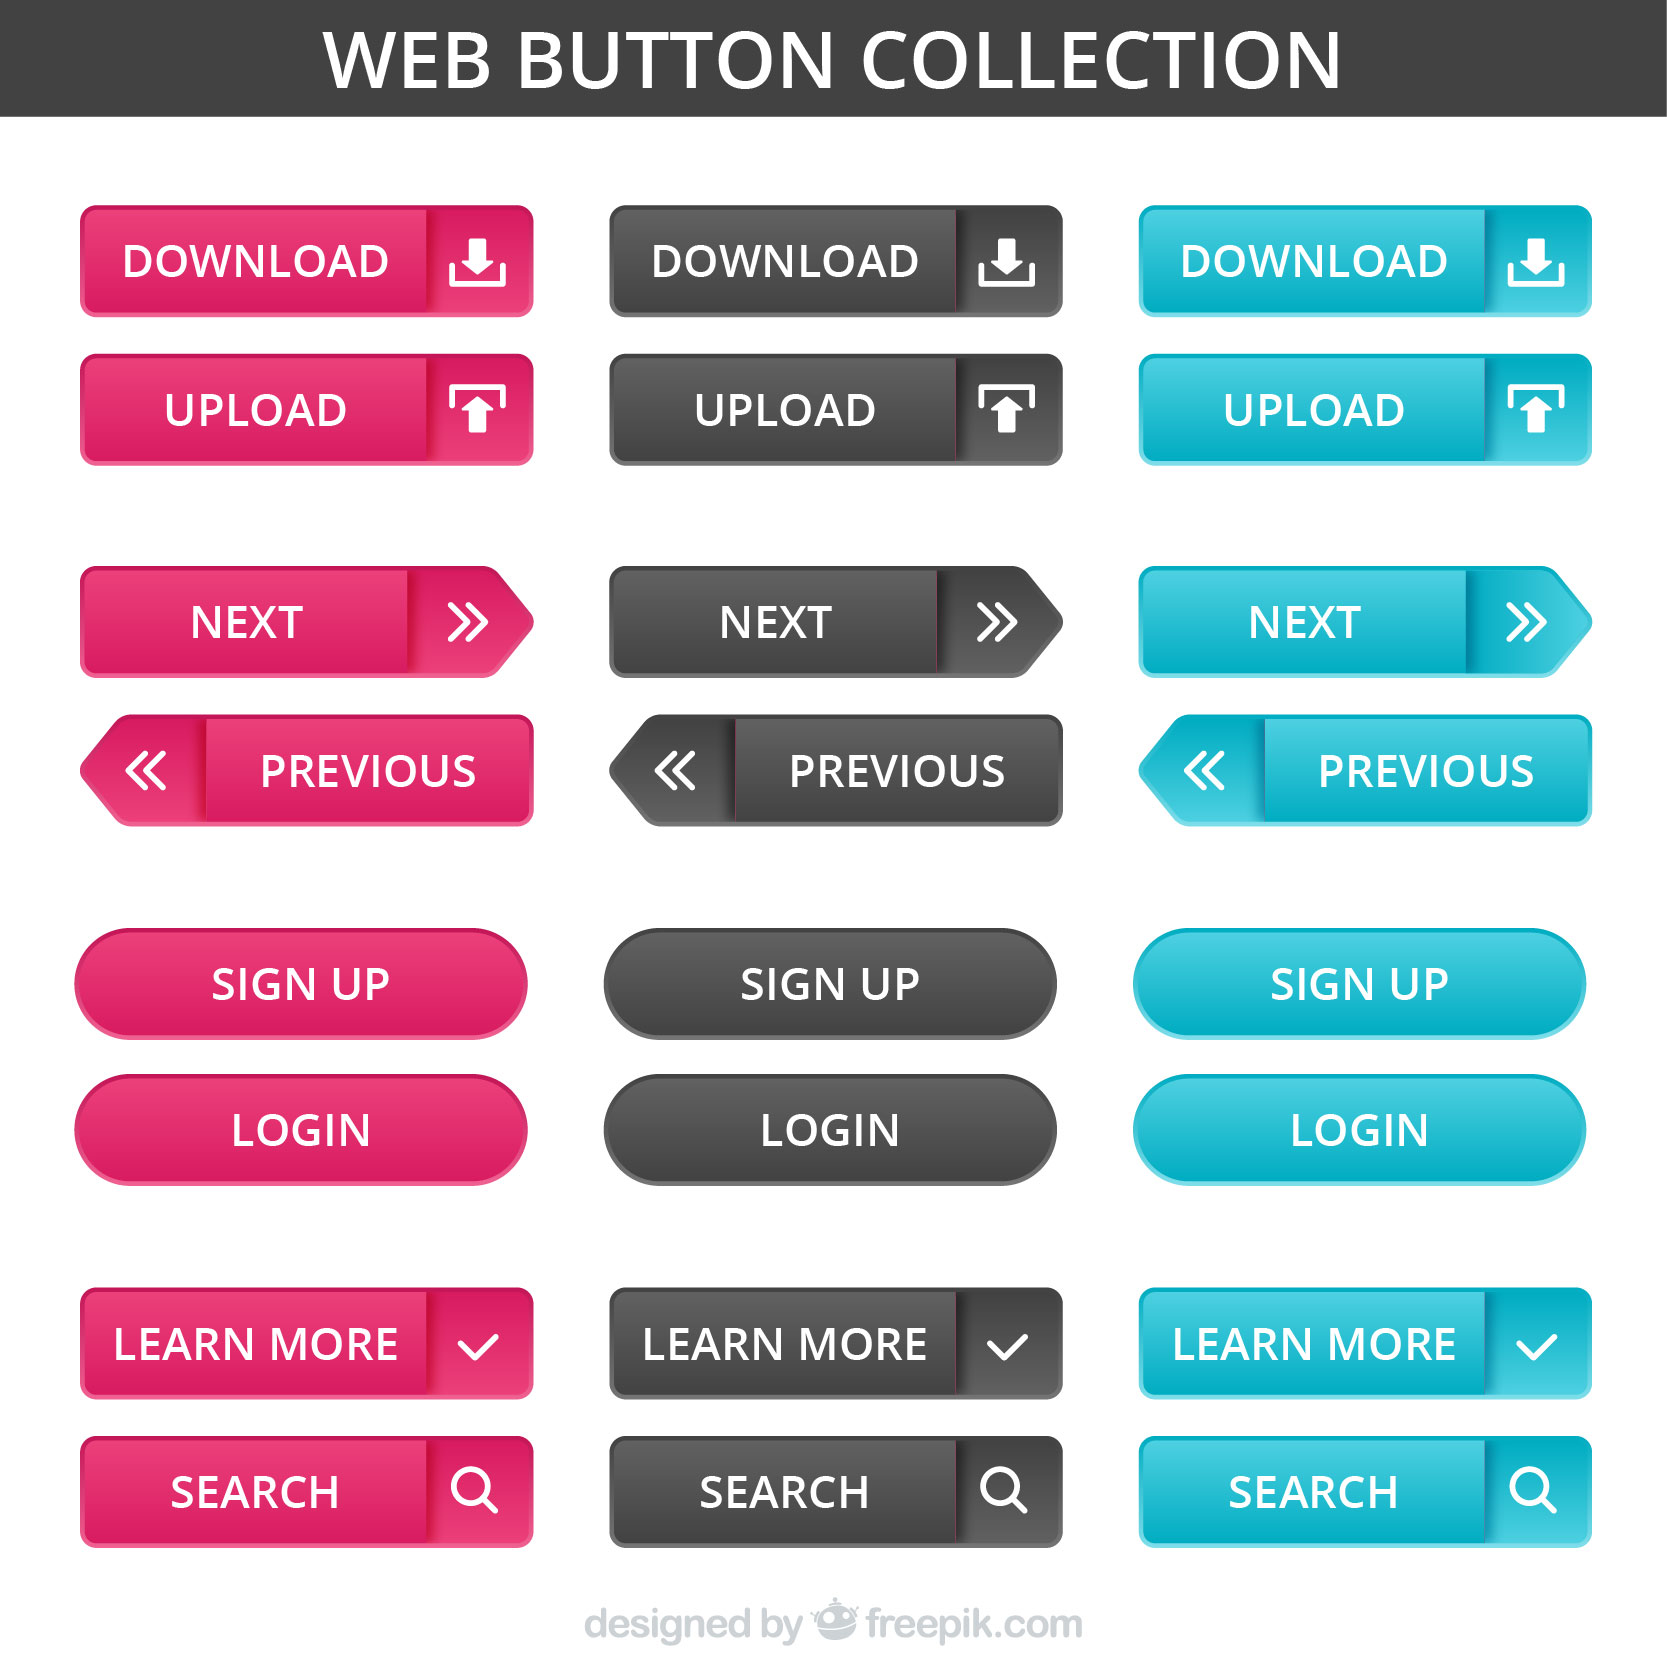 WEB BUTTON COLLECTION
DOWNLOAD DOWNLOAD DOWNLOAD
UPLOAD UPLOAD UPLOAD
NEXT NEXT NEXT
PREVIOUS PREVIOUS PREVIOUS
SIGN UP SIGN UP SIGN UP
LOGIN LOGIN LOGIN
LEARN MORE LEARN MORE LEARN MORE
SEARCH SEARCH SEARCH
designed by freepik.com